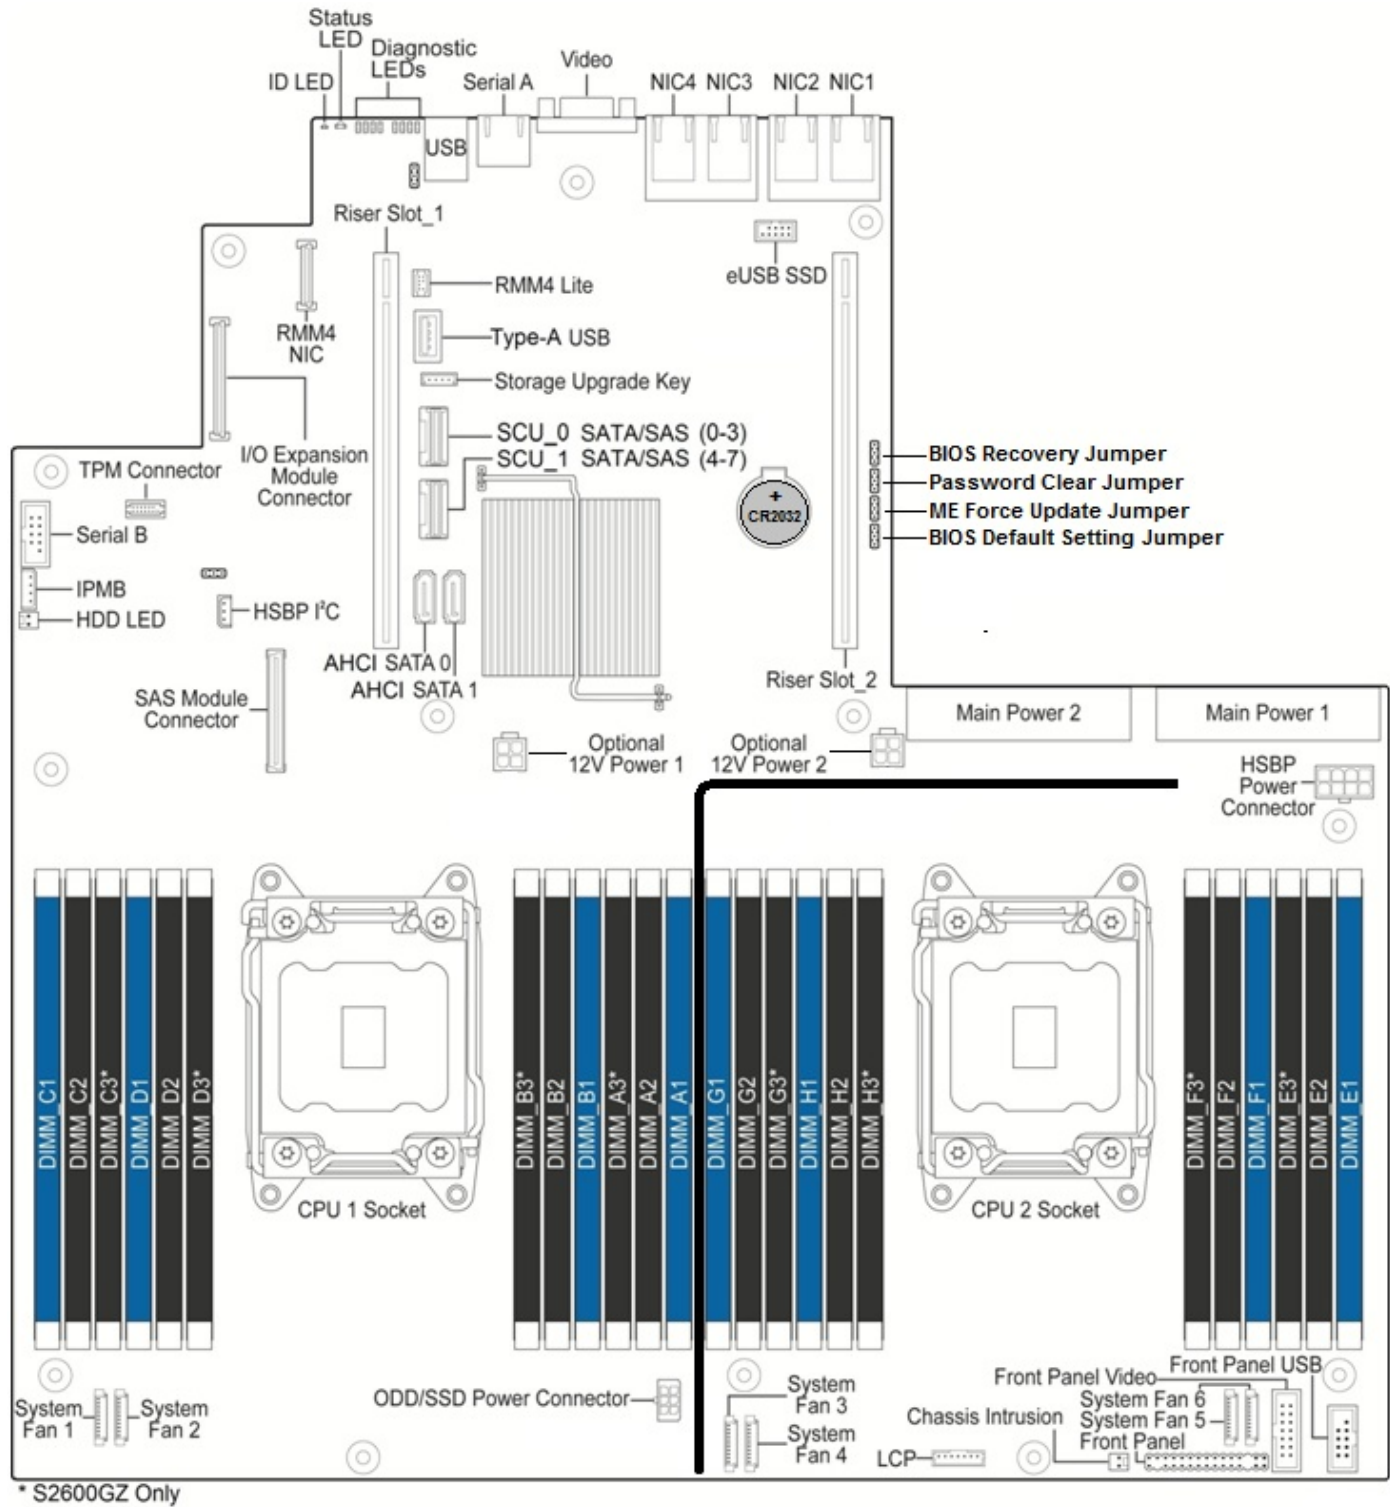 Status
LED
Diagnostic
LEDs
ID LED
Serial A
Video
NIC4 NIC3
NIC2 NIC1
USB
Riser Slot_1
eUSB SSD
RMM4 Lite
RMM4
NIC
Type-A USB
Storage Upgrade Key
SCU_0 SATA/SAS (0-3)
SCU_1 SATA/SAS (4-7)
I/O Expansion
Module
Connector
TPM Connector
BIOS Recovery Jumper
Password Clear Jumper
ME Force Update Jumper
BIOS Default Setting Jumper
+
CR2032
Serial B
IPMB
HDD LED
HSBP I²C
AHCI SATA 0
AHCI SATA 1
Riser Slot_2
SAS Module
Connector
Main Power 2
Main Power 1
Optional
12V Power 1
Optional
12V Power 2
HSBP
Power
Connector
DIMM_C1
DIMM_C2
DIMM_C3*
DIMM_D1
DIMM_D2
DIMM_D3*
DIMM_B3*
DIMM_B2
DIMM_B1
DIMM_A3*
DIMM_A2
DIMM_A1
DIMM_G1
DIMM_G2
DIMM_G3*
DIMM_H1
DIMM_H2
DIMM_H3*
DIMM_F3*
DIMM_F2
DIMM_F1
DIMM_E3*
DIMM_E2
DIMM_E1
CPU 1 Socket
CPU 2 Socket
System
Fan 1
System
Fan 2
ODD/SSD Power Connector
System
Fan 3
System
Fan 4
LCP
Chassis Intrusion
Front Panel Video
Front Panel USB
System Fan 6
System Fan 5
Front Panel
* S2600GZ Only